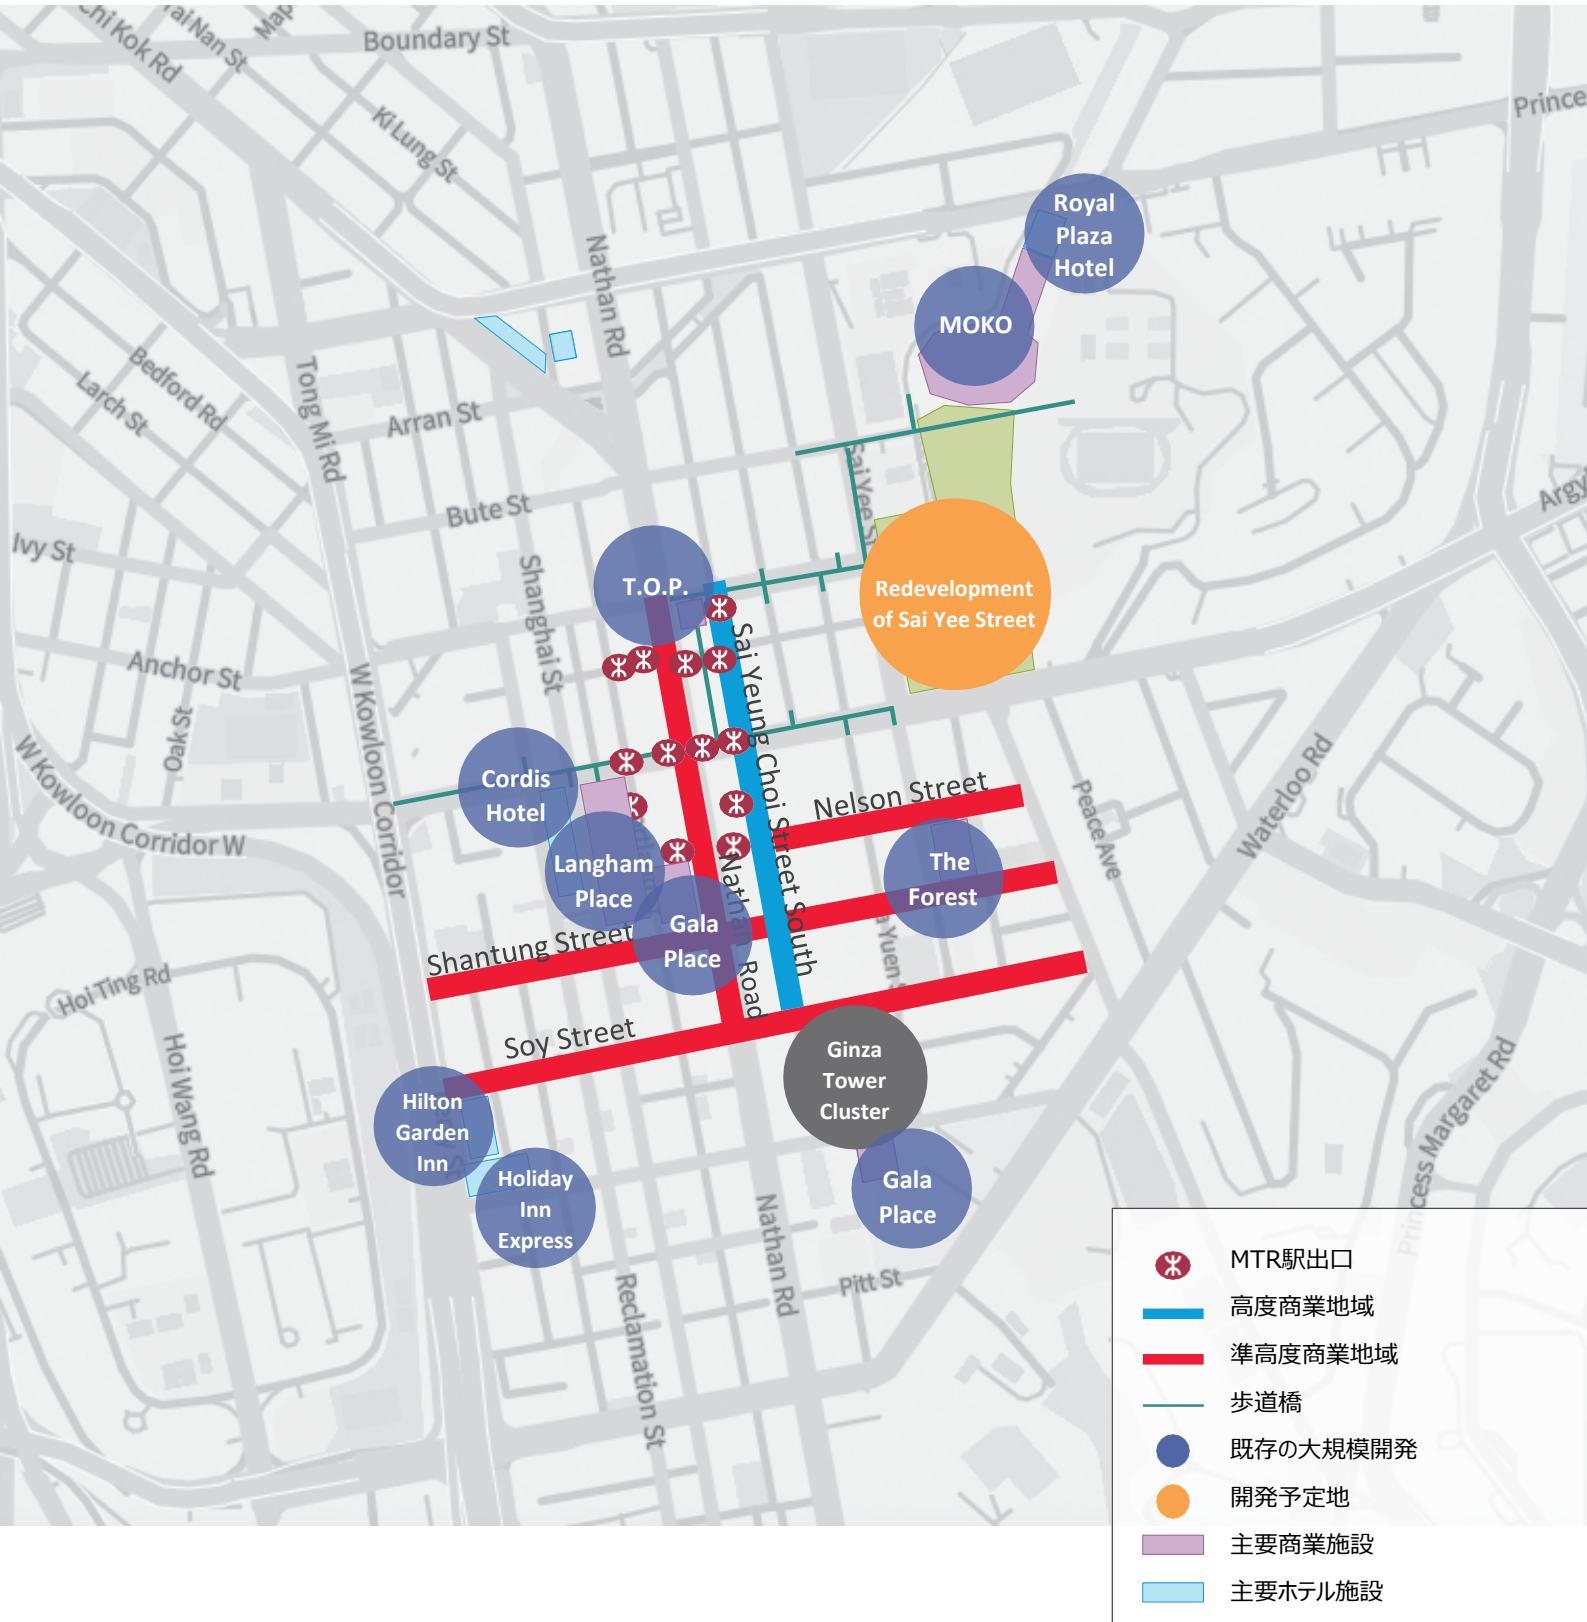 Chi Kok Rd
Tai Nan St
Map
Boundary St
Ki Lung St
Prince
Nathan Rd
Royal
Plaza
Hotel
MOKO
Bedford Rd
Larch St
Tong Mi Rd
Arran St
Sai Yee St
Bute St
Argy
Ivy St
Shanghai St
T.O.P.
Redevelopment
of Sai Yee Street
Anchor St
Oak St
W Kowloon Corridor
Sai Yeung Choi Street South
W Kowloon Corridor W
Cordis
Hotel
Nelson Street
Peace Ave
Waterloo Rd
Langham
Place
The
Forest
Gala
Place
Nathan Road
Shantung Street
a Yuen S
Hoi Ting Rd
Soy Street
Hoi Wang Rd
Ginza
Tower
Cluster
Hilton
Garden
Inn
Holiday
Inn
Express
Gala
Place
Princess Margaret Rd
Nathan Rd
Pitt St
Reclamation St
MTR駅出口
高度商業地域
準高度商業地域
歩道橋
既存の大規模開発
開発予定地
主要商業施設
主要ホテル施設